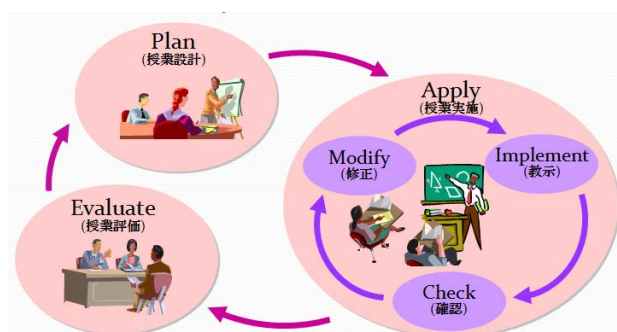 Plan
(授業設計)
Apply
(授業実施)
Modify
(修正)
Implement
(教示)
Check
(確認)
Evaluate
(授業評価)